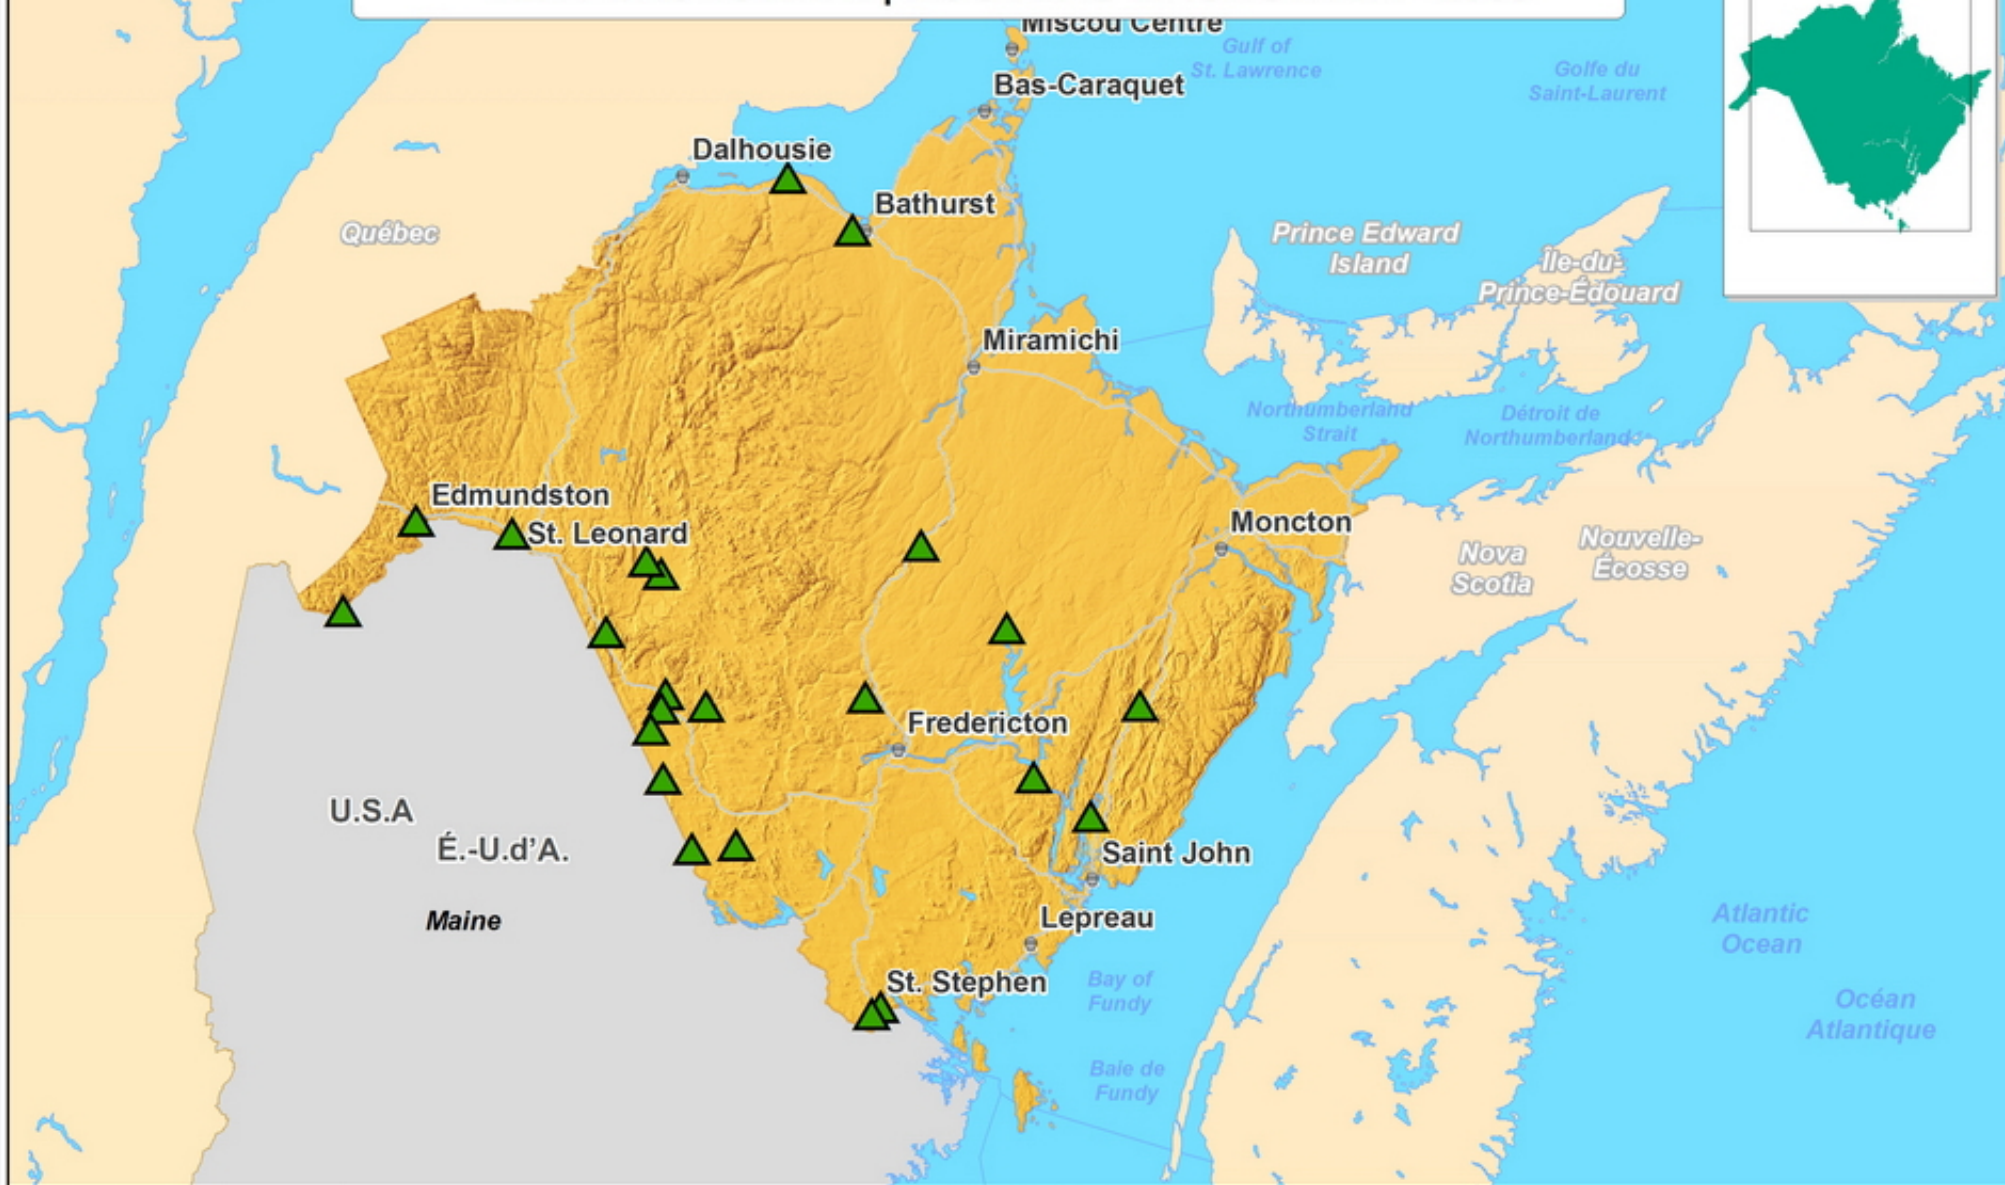 Miscou Centre
Gulf of
St. Lawrence
Golfe du
Saint-Laurent
Bas-Caraquet
Dalhousie
Bathurst
Québec
Prince Edward
Island
Île-du-
Prince-Édouard
Miramichi
Northumberland
Strait
Détroit de
Northumberland
Edmundston
St. Leonard
Moncton
Nova
Scotia
Nouvelle-
Écosse
Fredericton
U.S.A
É.-U.d'A.
Saint John
Maine
Lepreau
Atlantic
Ocean
St. Stephen
Bay of
Fundy
Océan
Atlantique
Baie de
Fundy